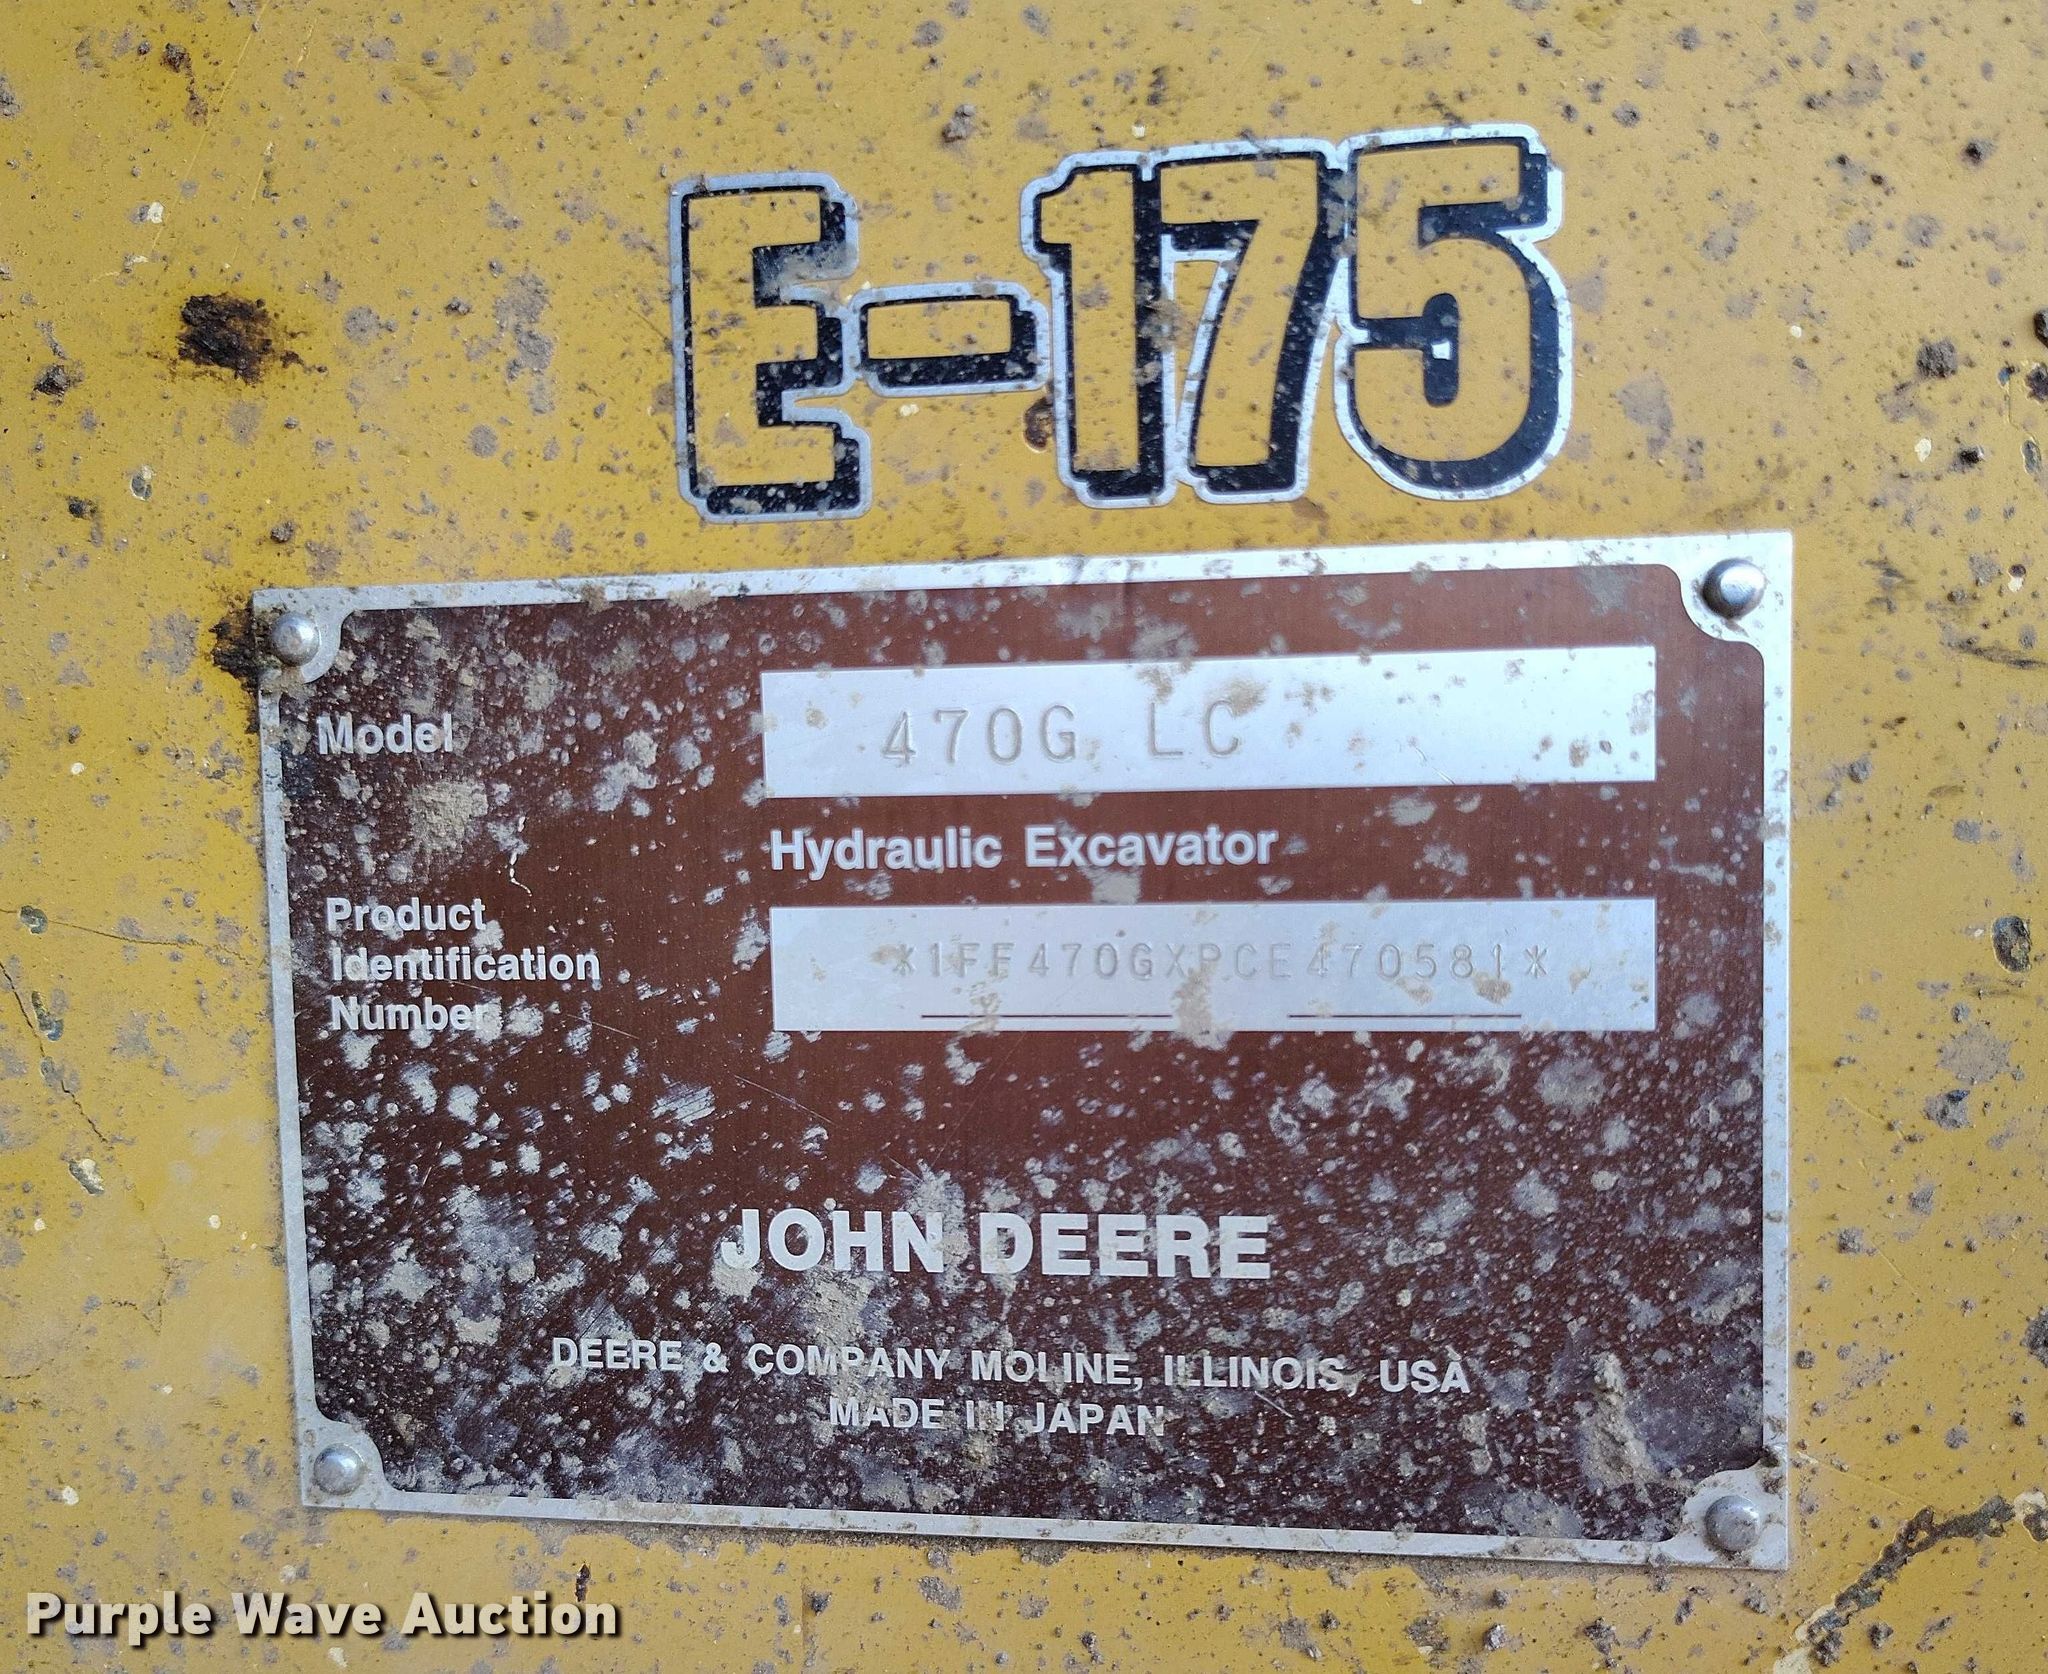 E-175
Model
470G LC
Hydraulic Excavator
Product
Identification
Number
*1FF470GXPCE470581*
JOHN DEERE
DEERE & COMPANY MOLINE, ILLINOIS, USA
MADE IN JAPAN
Purple Wave Auction